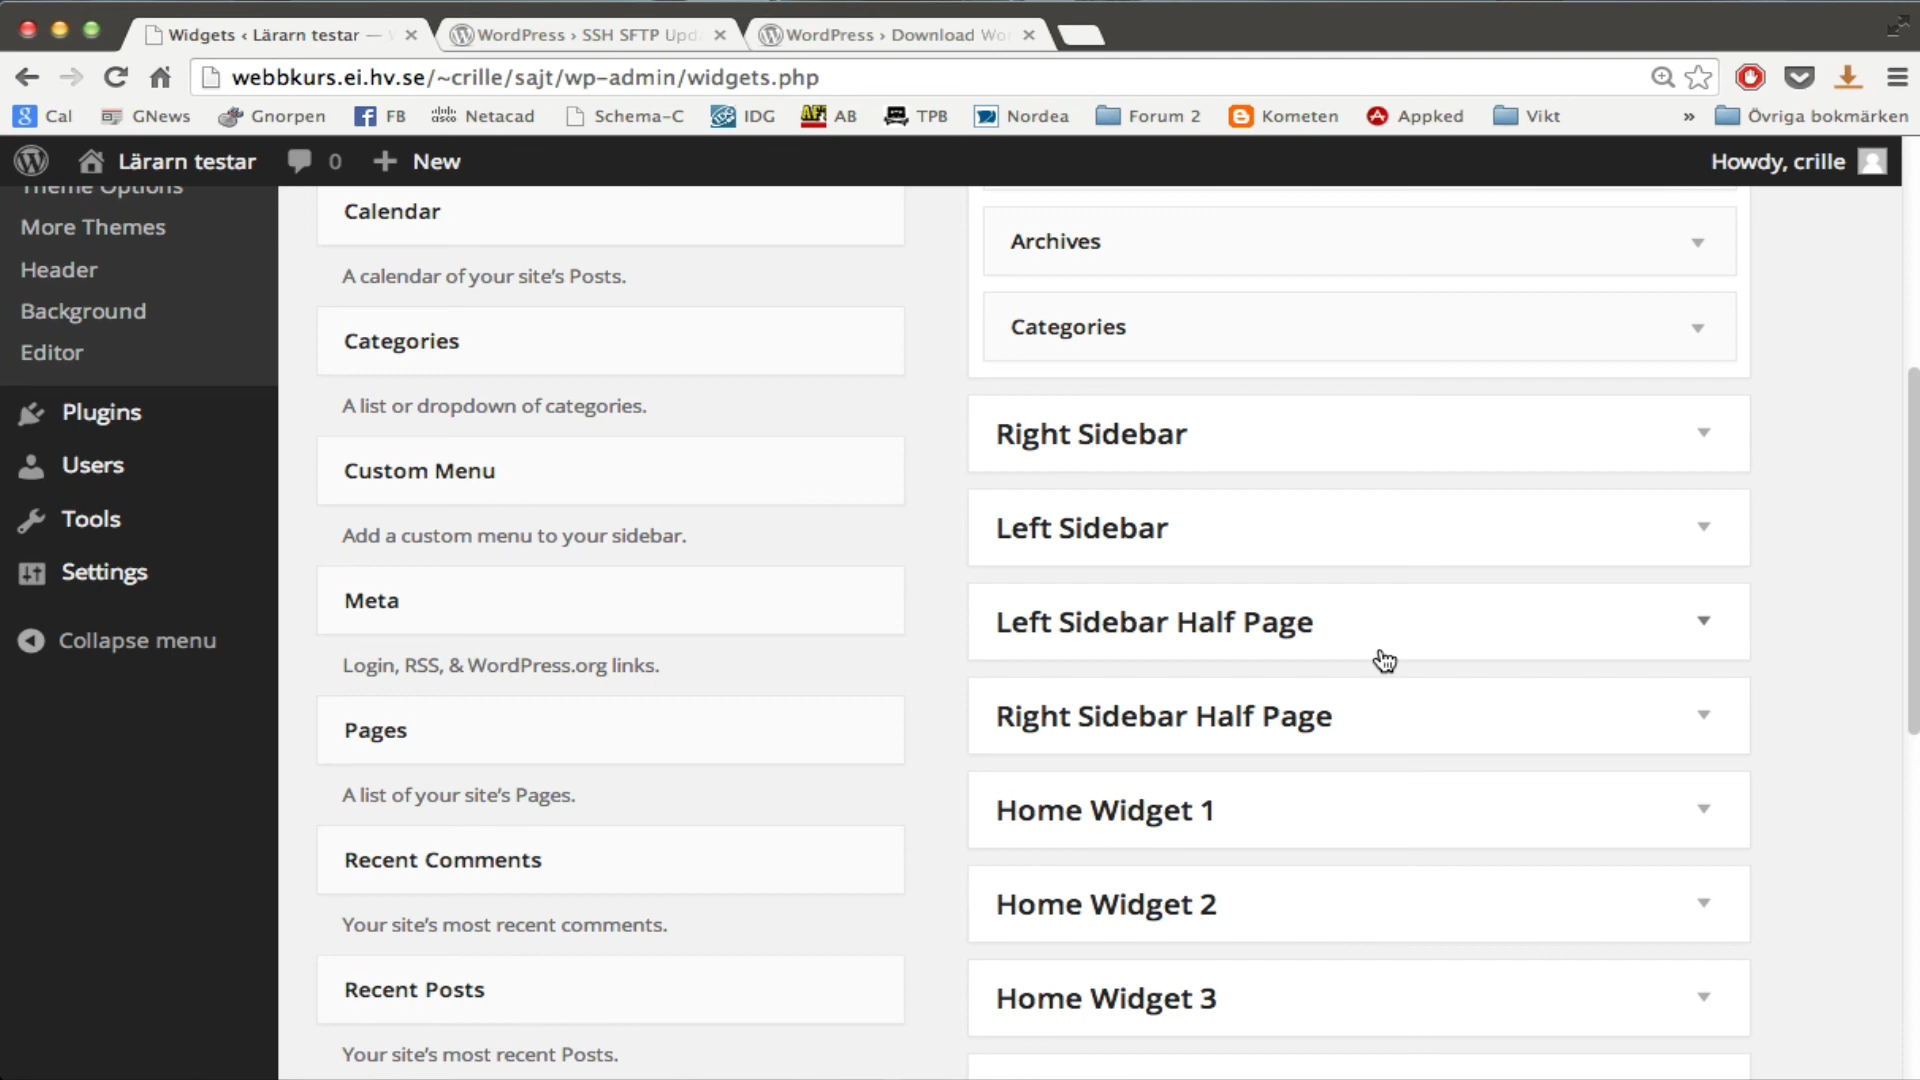 Widgets ‹ Lärarn testar —
WordPress › SSH SFTP Upd
WordPress › Download Wor
webbkurs.ei.hv.se/~crille/sajt/wp-admin/widgets.php
Cal GNews Gnorpen FB Netacad Schema-C IDG AB TPB Nordea Forum 2 Kometen Appked Vikt » Övriga bokmärken
Lärarn testar 0 New Howdy, crille
Theme Options
More Themes
Header
Background
Editor
Plugins
Users
Tools
Settings
Collapse menu
Calendar
A calendar of your site's Posts.
Categories
A list or dropdown of categories.
Custom Menu
Add a custom menu to your sidebar.
Meta
Login, RSS, & WordPress.org links.
Pages
A list of your site's Pages.
Recent Comments
Your site's most recent comments.
Recent Posts
Your site's most recent Posts.
Archives
Categories
Right Sidebar
Left Sidebar
Left Sidebar Half Page
Right Sidebar Half Page
Home Widget 1
Home Widget 2
Home Widget 3